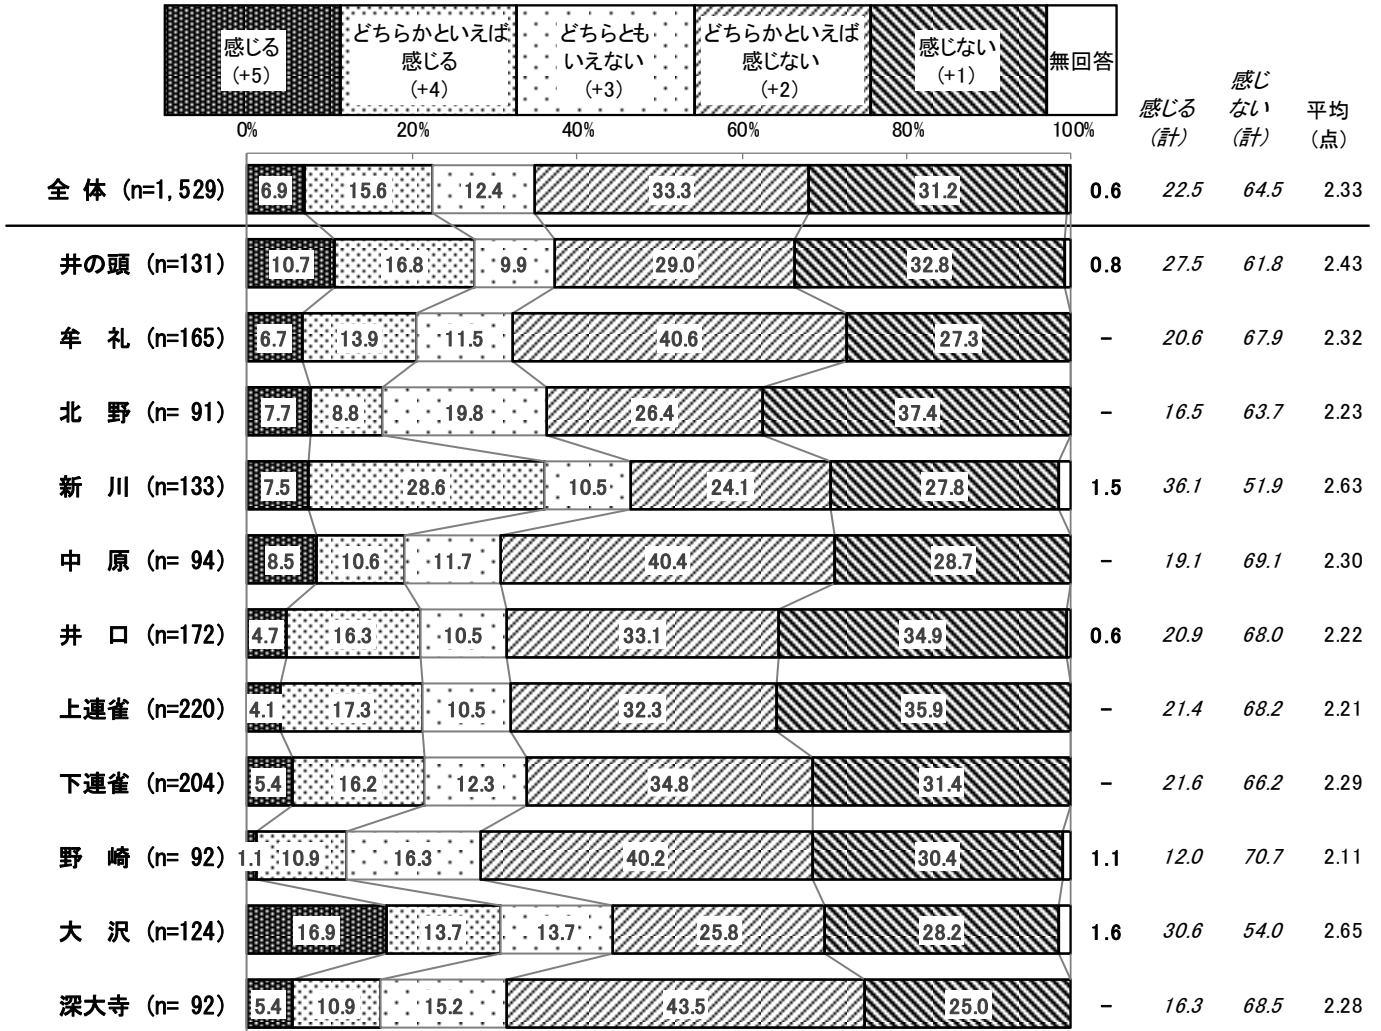 感じる
(+5)
どちらかといえば
感じる
(+4)
どちらとも
いえない
(+3)
どちらかといえば
感じない
(+2)
感じない
(+1)
無回答
感じる
(計)
感じ
ない
(計)
平均
(点)
0% 20% 40% 60% 80% 100%
全 体 (n=1,529) 6.9 15.6 12.4 33.3 31.2 0.6 22.5 64.5 2.33
井の頭 (n=131) 10.7 16.8 9.9 29.0 32.8 0.8 27.5 61.8 2.43
牟 礼 (n=165) 6.7 13.9 11.5 40.6 27.3 − 20.6 67.9 2.32
北 野 (n= 91) 7.7 8.8 19.8 26.4 37.4 − 16.5 63.7 2.23
新 川 (n=133) 7.5 28.6 10.5 24.1 27.8 1.5 36.1 51.9 2.63
中 原 (n= 94) 8.5 10.6 11.7 40.4 28.7 − 19.1 69.1 2.30
井 口 (n=172) 4.7 16.3 10.5 33.1 34.9 0.6 20.9 68.0 2.22
上連雀 (n=220) 4.1 17.3 10.5 32.3 35.9 − 21.4 68.2 2.21
下連雀 (n=204) 5.4 16.2 12.3 34.8 31.4 − 21.6 66.2 2.29
野 崎 (n= 92) 1.1 10.9 16.3 40.2 30.4 1.1 12.0 70.7 2.11
大 沢 (n=124) 16.9 13.7 13.7 25.8 28.2 1.6 30.6 54.0 2.65
深大寺 (n= 92) 5.4 10.9 15.2 43.5 25.0 − 16.3 68.5 2.28